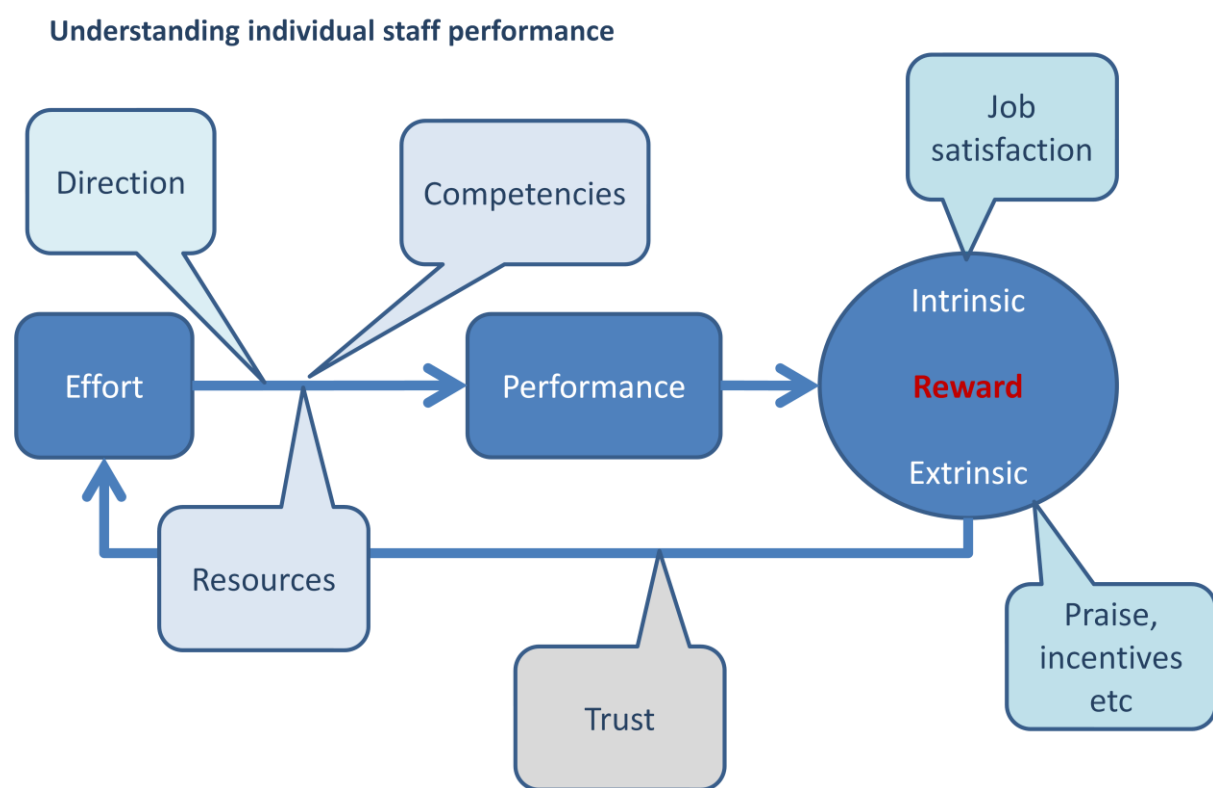 Understanding individual staff performance
Job
satisfaction
Direction
Competencies
Intrinsic
Effort
Performance
Reward
Extrinsic
Resources
Praise,
incentives
etc
Trust